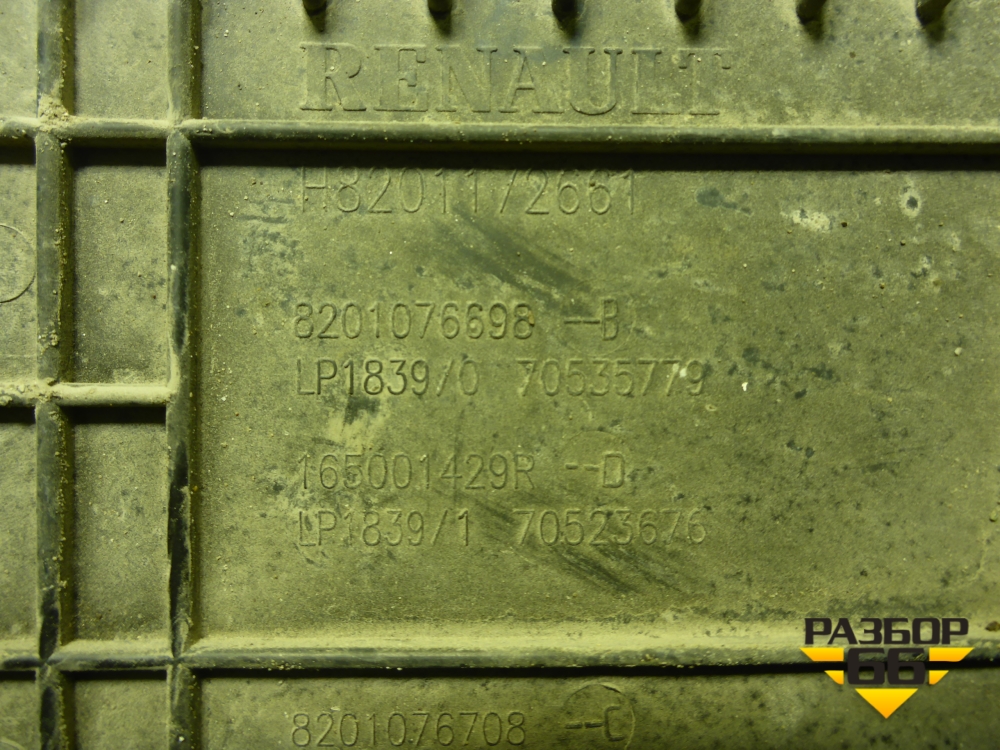 RENAULT
H8201172661
8201076698 --B
LP1839/0 70535779
165001429R --D
LP1839/1 70523676
8201076708 --C
РАЗБОР
66